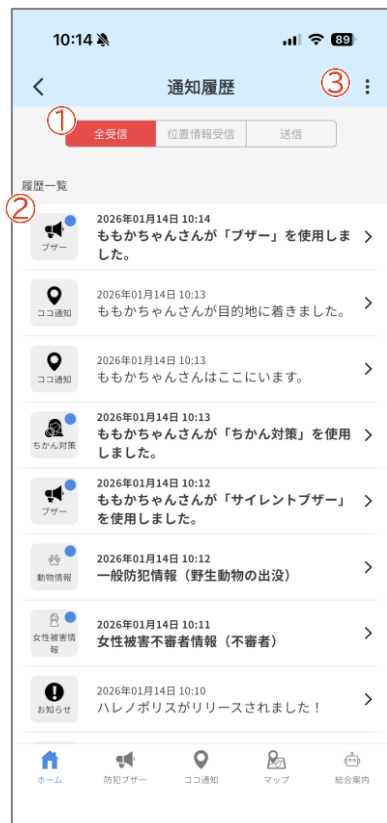 10:14
89
通知履歴
③
①
全受信
位置情報受信
送信
履歴一覧
②
ブザー
2026年01月14日 10:14
ももかちゃんさんが「ブザー」を使用しま
した。
ココ通知
2026年01月14日 10:13
ももかちゃんさんが目的地に着きました。
ココ通知
2026年01月14日 10:13
ももかちゃんさんはここにいます。
ちかん対策
2026年01月14日 10:13
ももかちゃんさんが「ちかん対策」を使用
しました。
ブザー
2026年01月14日 10:12
ももかちゃんさんが「サイレントブザー」
を使用しました。
動物情報
2026年01月14日 10:12
一般防犯情報（野生動物の出没）
女性被害情
報
2026年01月14日 10:11
女性被害不審者情報（不審者）
お知らせ
2026年01月14日 10:10
ハレノポリスがリリースされました！
ホーム
防犯ブザー
ココ通知
マップ
総合案内